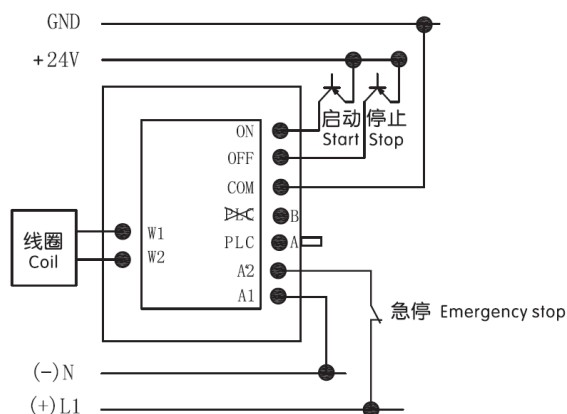 GND
+24V
启动 停止
Start Stop
ON
OFF
COM
PLC B
PLC A
A2
A1
W1
W2
线圈
Coil
急停 Emergency stop
(-)N
(+)L1